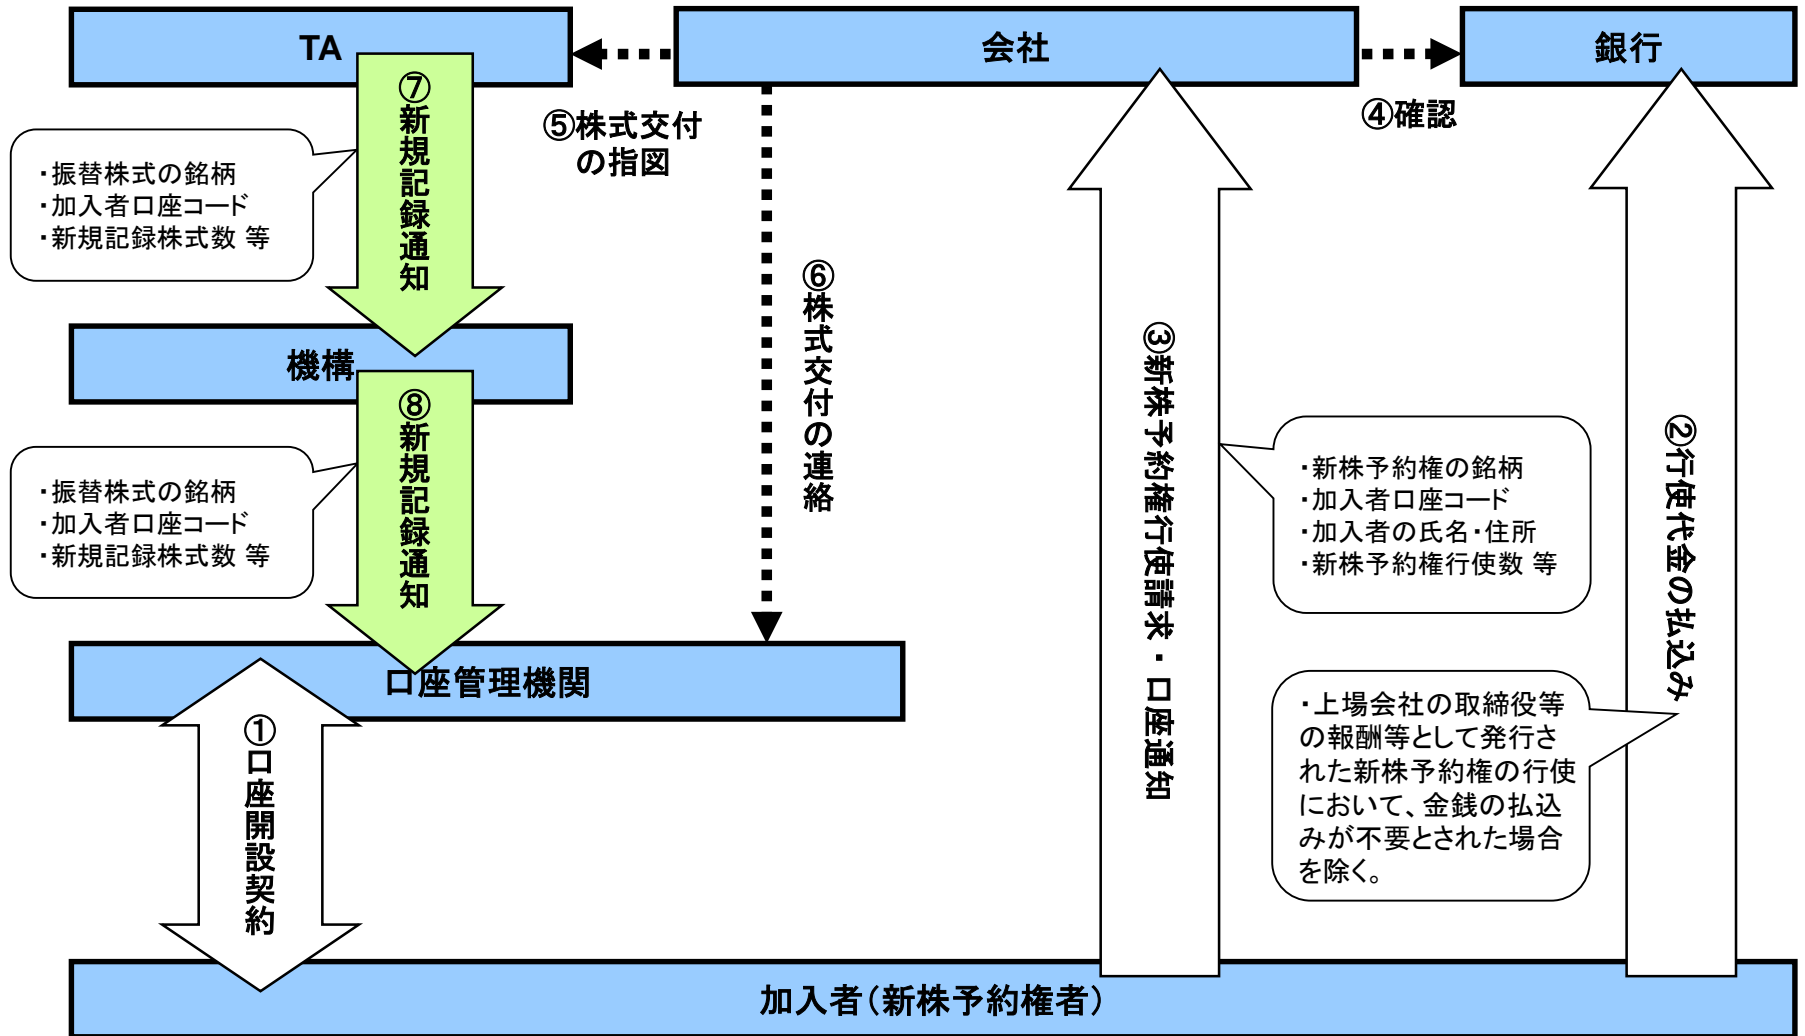 TA
会社
銀行
⑦新規記録通知
⑤株式交付
の指図
④確認
・振替株式の銘柄
・加入者口座コード
・新規記録株式数 等
⑥株式交付の連絡
機構
③新株予約権行使請求・口座通知
⑧新規記録通知
②行使代金の払込み
・新株予約権の銘柄
・加入者口座コード
・加入者の氏名・住所
・新株予約権行使数 等
・振替株式の銘柄
・加入者口座コード
・新規記録株式数 等
口座管理機関
・上場会社の取締役等
の報酬等として発行さ
れた新株予約権の行使
において、金銭の払込
みが不要とされた場合
を除く。
①口座開設契約
加入者(新株予約権者)